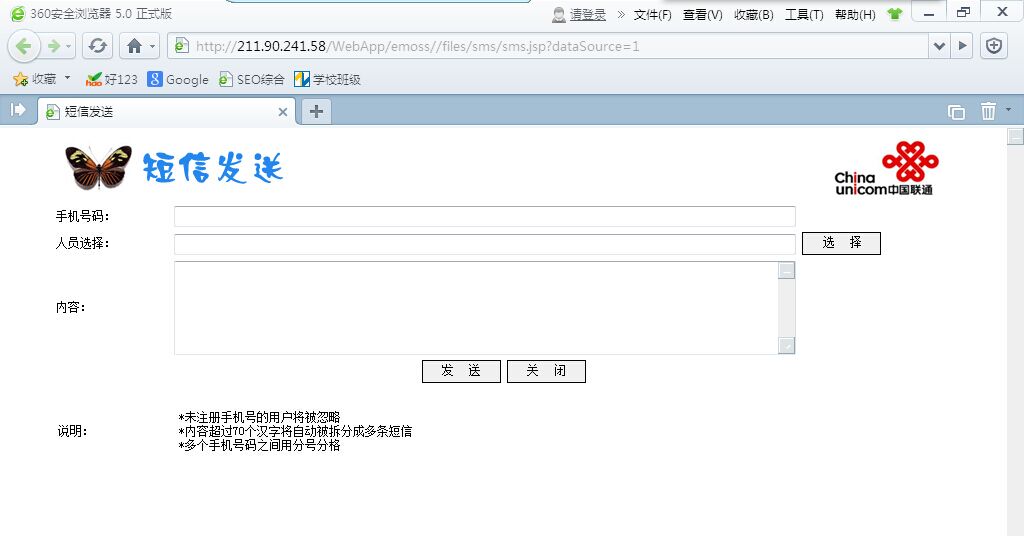 360安全浏览器 5.0 正式版
请登录 » 文件(F) 查看(V) 收藏(B) 工具(T) 帮助(H)
http://211.90.241.58/WebApp/emoss//files/sms/sms.jsp?dataSource=1
收藏 好123 Google SEO综合 学校班级
短信发送
短信发送
China unicom中国联通
手机号码：
人员选择：
选 择
内容：
发 送 关 闭
说明：
*未注册手机号的用户将被忽略
*内容超过70个汉字将自动被拆分成多条短信
*多个手机号码之间用分号分格